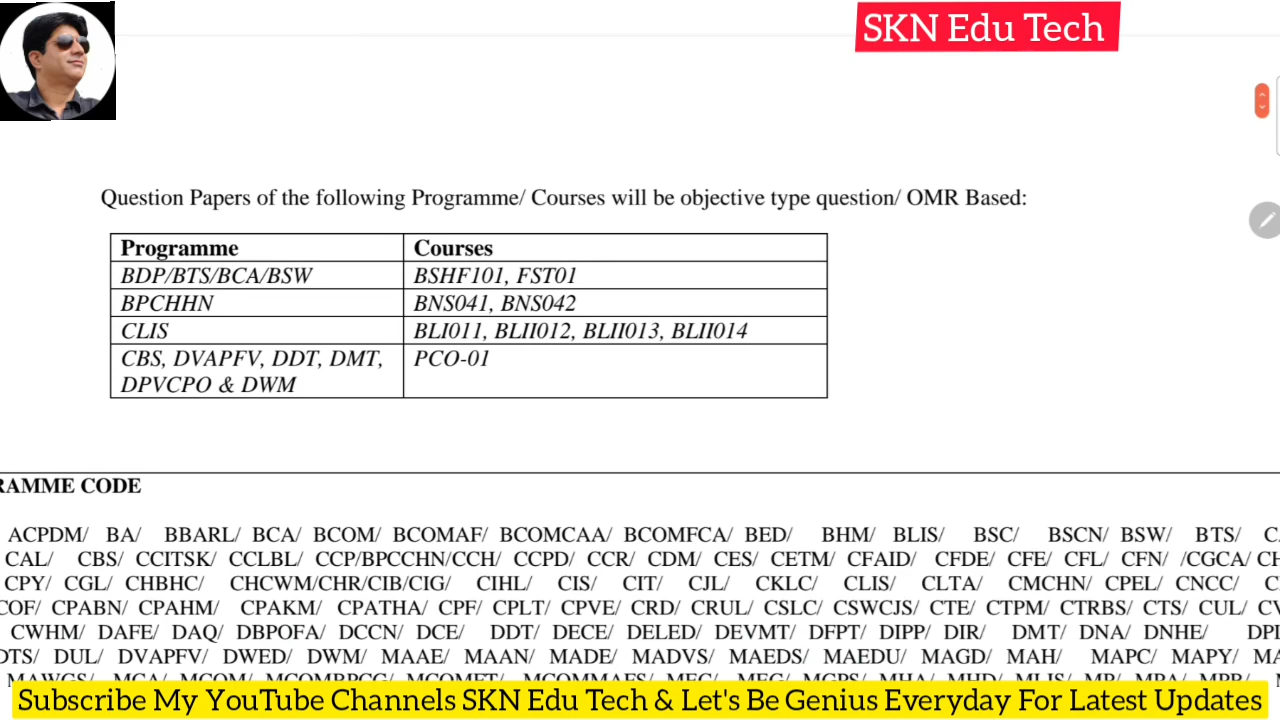 SKN Edu Tech
Question Papers of the following Programme/ Courses will be objective type question/ OMR Based:
Programme Courses
BDP/BTS/BCA/BSW BSHF101, FST01
BPCHHN BNS041, BNS042
CLIS BLI011, BLII012, BLII013, BLII014
CBS, DVAPFV, DDT, DMT, PCO-01
DPVCPO & DWM
RAMME CODE
ACPDM/ BA/ BBARL/ BCA/ BCOM/ BCOMAF/ BCOMCAA/ BCOMFCA/ BED/ BHM/ BLIS/ BSC/ BSCN/ BSW/ BTS/
CAL/ CBS/ CCITSK/ CCLBL/ CCP/BPCCHN/CCH/ CCPD/ CCR/ CDM/ CES/ CETM/ CFAID/ CFDE/ CFE/ CFL/ CFN/ /CGCA/
CPY/ CGL/ CHBHC/ CHCWM/CHR/CIB/CIG/ CIHL/ CIS/ CIT/ CJL/ CKLC/ CLIS/ CLTA/ CMCHN/ CPEL/ CNCC/
COF/ CPABN/ CPAHM/ CPAKM/ CPATHA/ CPF/ CPLT/ CPVE/ CRD/ CRUL/ CSLC/ CSWCJS/ CTE/ CTPM/ CTRBS/ CTS/ CUL/
CWHM/ DAFE/ DAQ/ DBPOFA/ DCCN/ DCE/ DDT/ DECE/ DELED/ DEVMT/ DFPT/ DIPP/ DIR/ DMT/ DNA/ DNHE/
DTS/ DUL/ DVAPFV/ DWED/ DWM/ MAAE/ MAAN/ MADE/ MADVS/ MAEDS/ MAEDU/ MAGD/ MAH/ MAPC/ MAPY/
Subscribe My YouTube Channels SKN Edu Tech & Let's Be Genius Everyday For Latest Updates